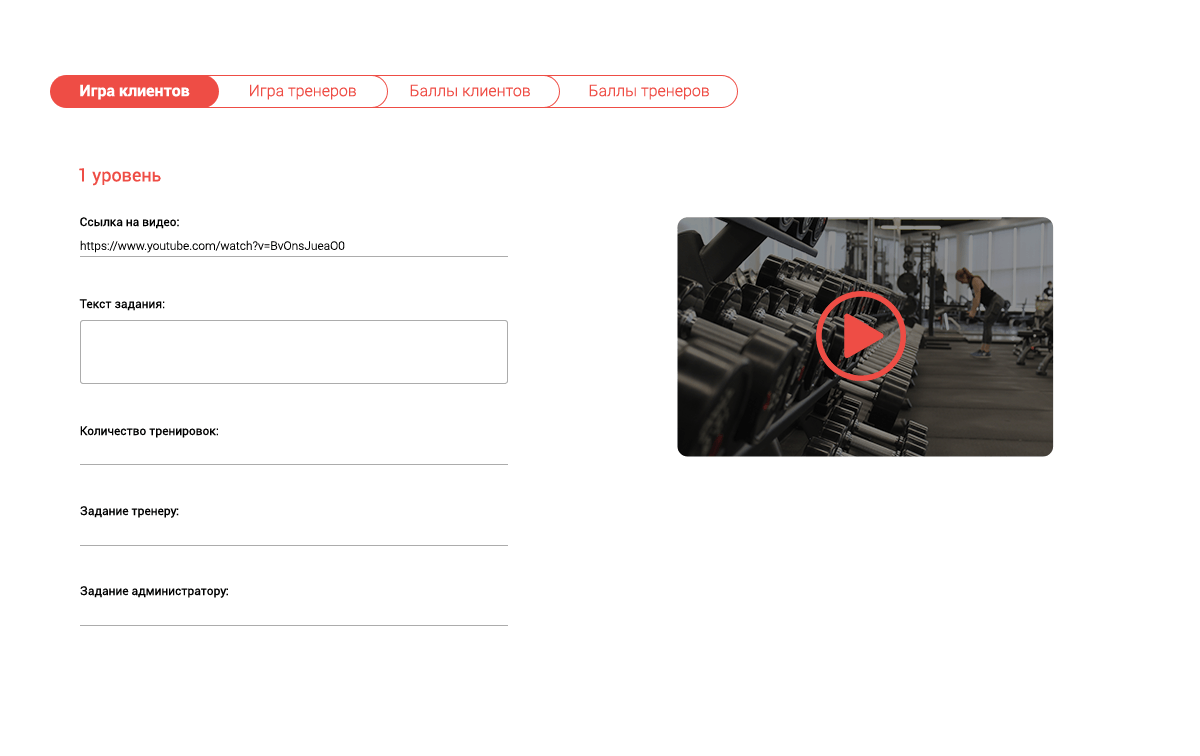 Игра клиентов Игра тренеров Баллы клиентов Баллы тренеров
1 уровень
Ссылка на видео:
https://www.youtube.com/watch?v=BvOnsJueaO0
Текст задания:
Количество тренировок:
Задание тренеру:
Задание администратору: